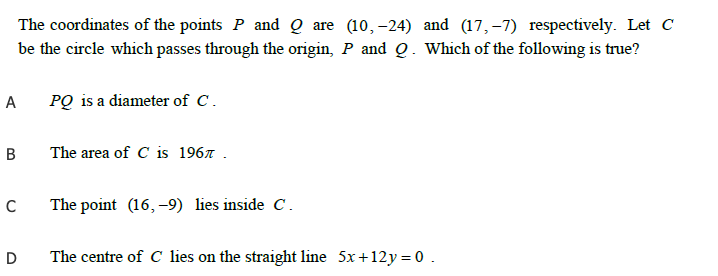 The coordinates of the points P and Q are (10, −24) and (17, −7) respectively. Let C
be the circle which passes through the origin, P and Q. Which of the following is true?
A PQ is a diameter of C.
B The area of C is 196π .
C The point (16, −9) lies inside C.
D The centre of C lies on the straight line 5x+12y = 0 .